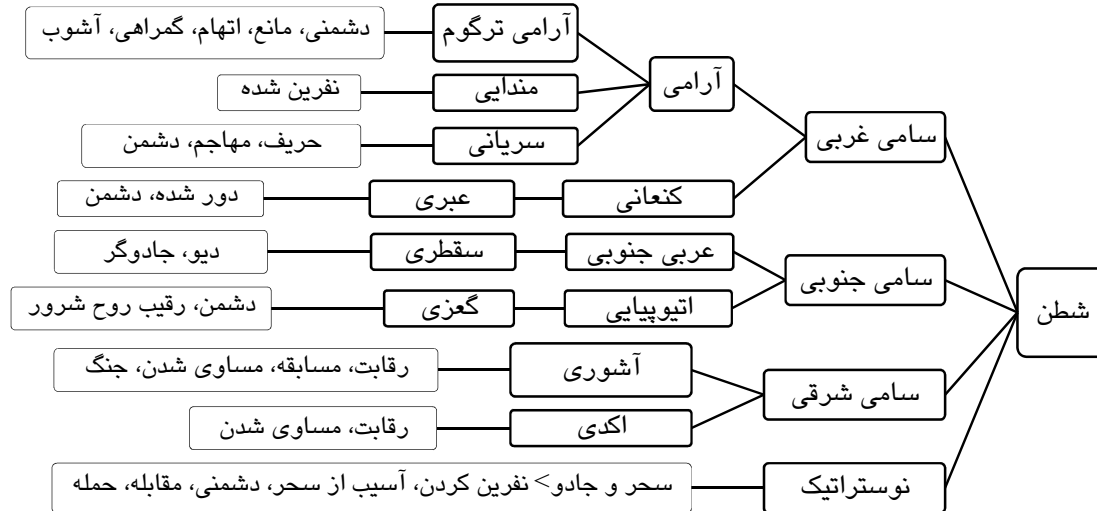 شطن
سامی غربی
آرامی
آرامی ترگوم
دشمنی، مانع، اتهام، گمراهی، آشوب
مندایی
نفرین شده
سریانی
حریف، مهاجم، دشمن
کنعانی
عبری
دور شده، دشمن
سامی جنوبی
عربی جنوبی
سقطری
دیو، جادوگر
اتیوپیایی
گعزی
دشمن، رقیب روح شرور
سامی شرقی
آشوری
رقابت، مسابقه، مساوی شدن، جنگ
اکدی
رقابت، مساوی شدن
نوستراتیک
سحر و جادو> نفرین کردن، آسیب از سحر، دشمنی، مقابله، حمله